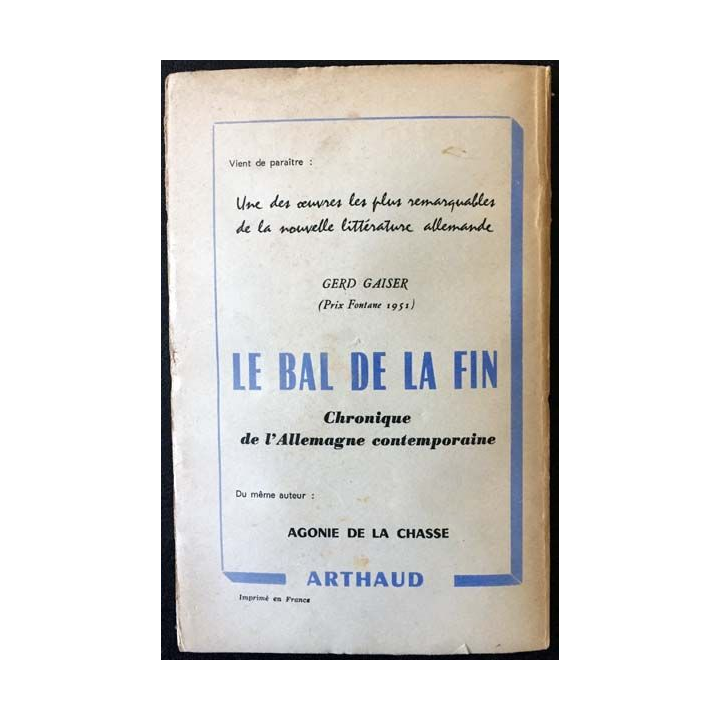 Vient de paraître :
Une des œuvres les plus remarquables
de la nouvelle littérature allemande
GERD GAISER
(Prix Fontane 1951)
LE BAL DE LA FIN
Chronique
de l'Allemagne contemporaine
Du même auteur :
AGONIE DE LA CHASSE
ARTHAUD
Imprimé en France